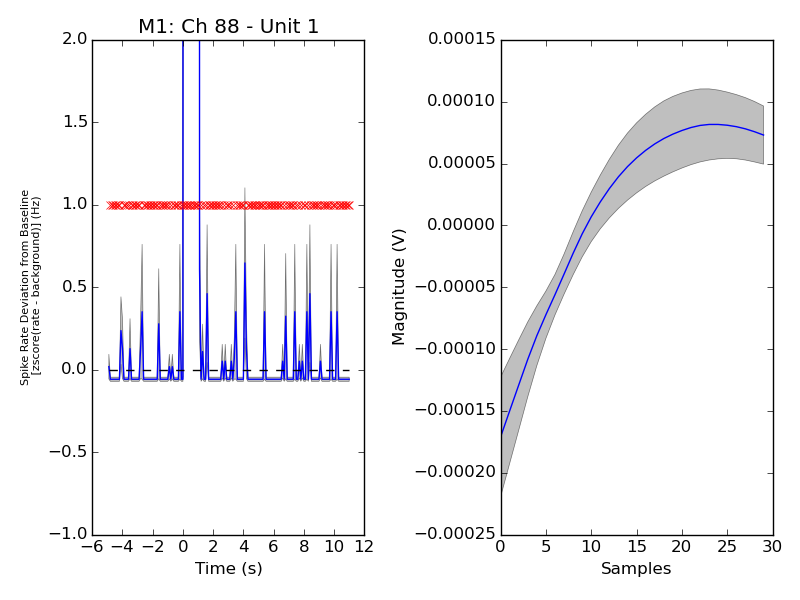 M1: Ch 88 - Unit 1
2.0
1.5
1.0
0.5
0.0
−0.5
−1.0
−6 −4 −2 0 2 4 6 8 10 12
Time (s)
Spike Rate Deviation from Baseline
[zscore(rate - background)] (Hz)
0.00015
0.00010
0.00005
0.00000
−0.00005
−0.00010
−0.00015
−0.00020
−0.00025
0 5 10 15 20 25 30
Samples
Magnitude (V)